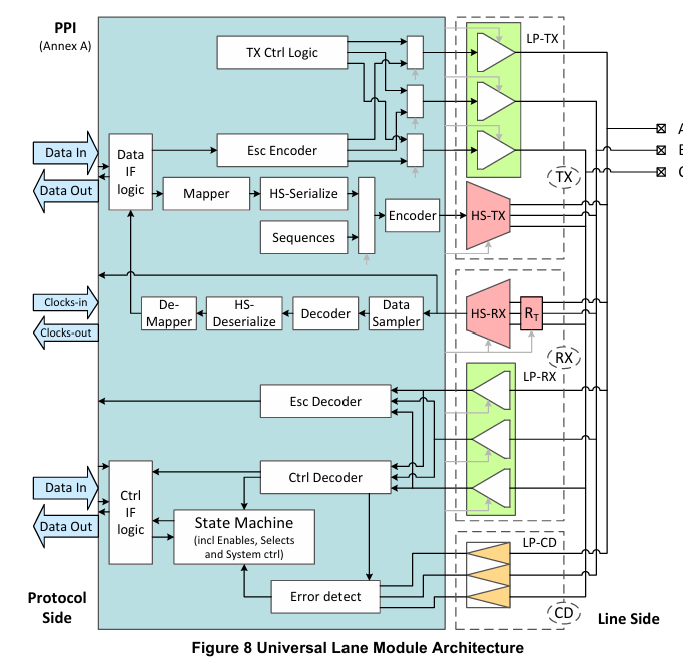 PPI
(Annex A)
TX Ctrl Logic
LP-TX
A
Data In
Data
IF
logic
Esc Encoder
B
Data Out
TX
Mapper
HS-Serialize
Encoder
HS-TX
Sequences
Clocks-in
Clocks-out
De-
Mapper
HS-
Deserialize
Decoder
Data
Sampler
HS-RX
RT
RX
LP-RX
Esc Decoder
Data In
Data Out
Ctrl
IF
logic
Ctrl Decoder
State Machine
(incl Enables, Selects
and System ctrl)
LP-CD
Error detect
CD
Protocol
Side
Line Side
Figure 8 Universal Lane Module Architecture